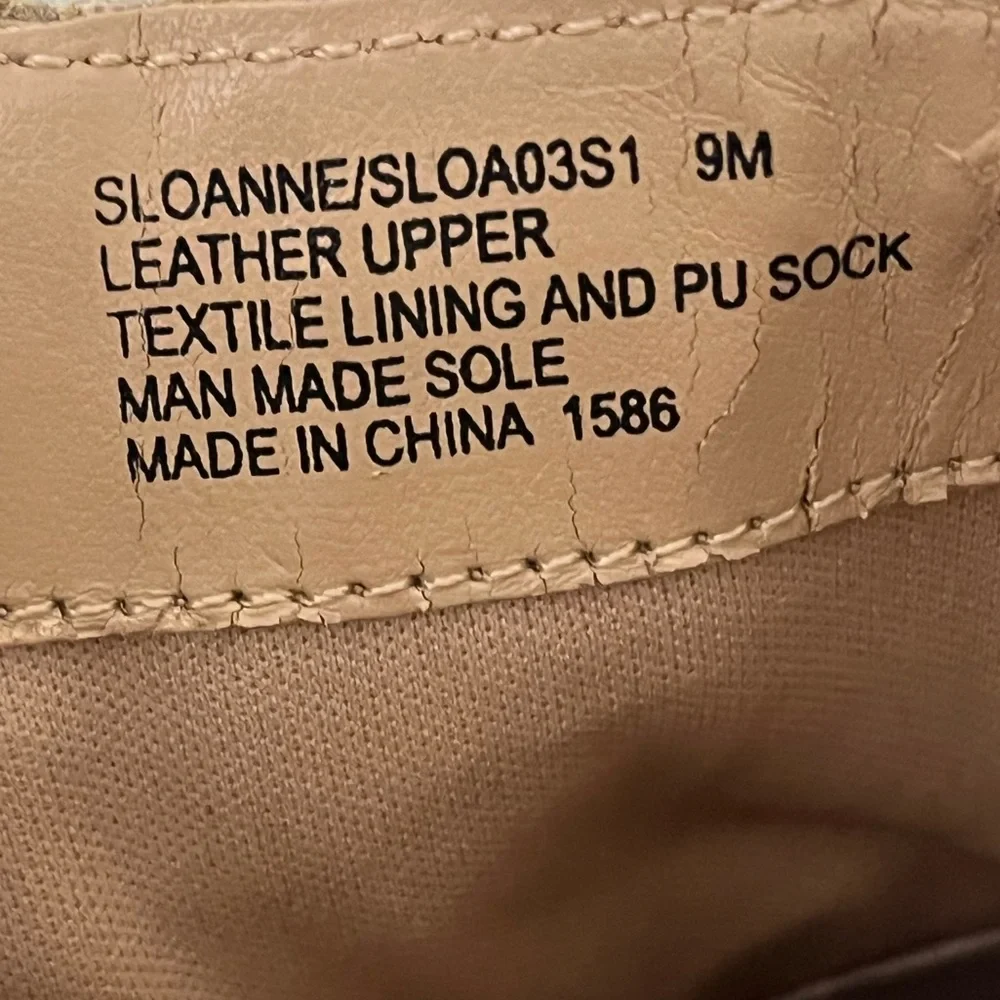 SLOANNE/SLOA03S1 9M
LEATHER UPPER
TEXTILE LINING AND PU SOCK
MAN MADE SOLE
MADE IN CHINA 1586